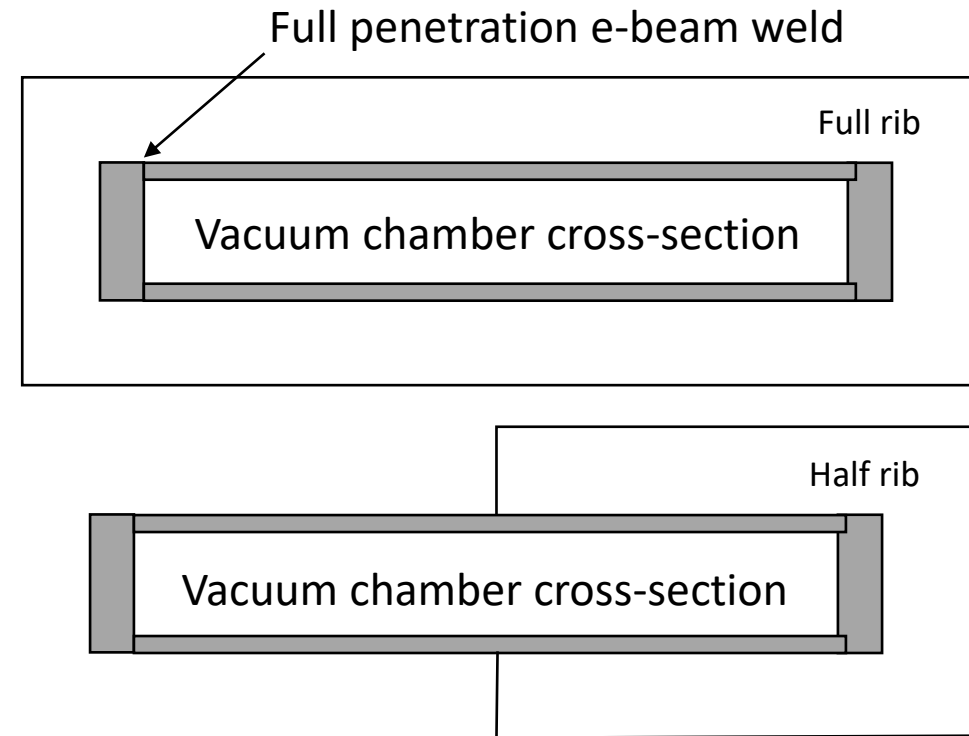 Full penetration e-beam weld
Full rib
Vacuum chamber cross-section
Half rib
Vacuum chamber cross-section